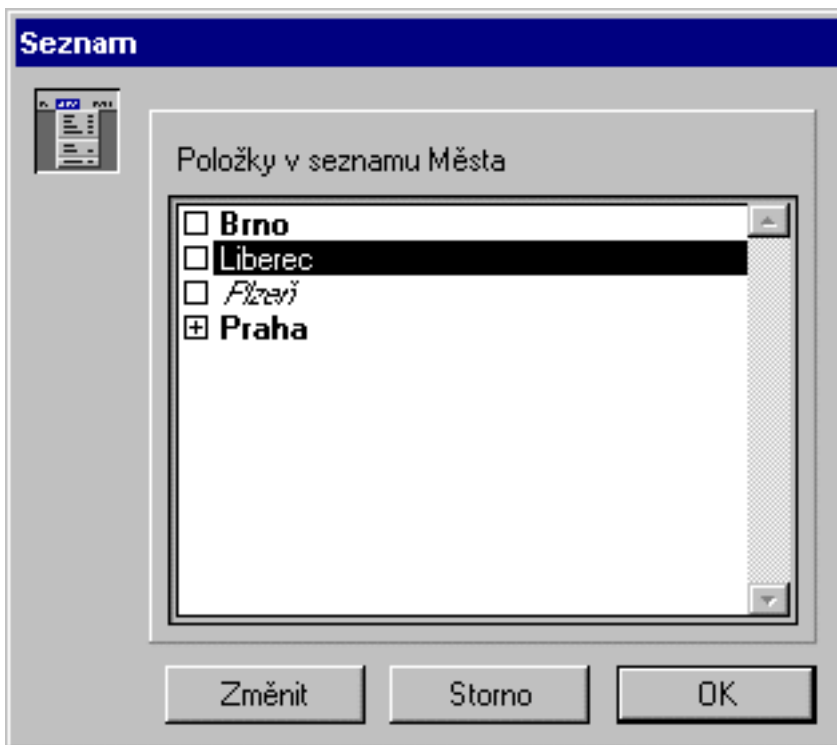 Seznam
Položky v seznamu Města
Brno
Liberec
Plzeň
Praha
Změnit
Storno
OK